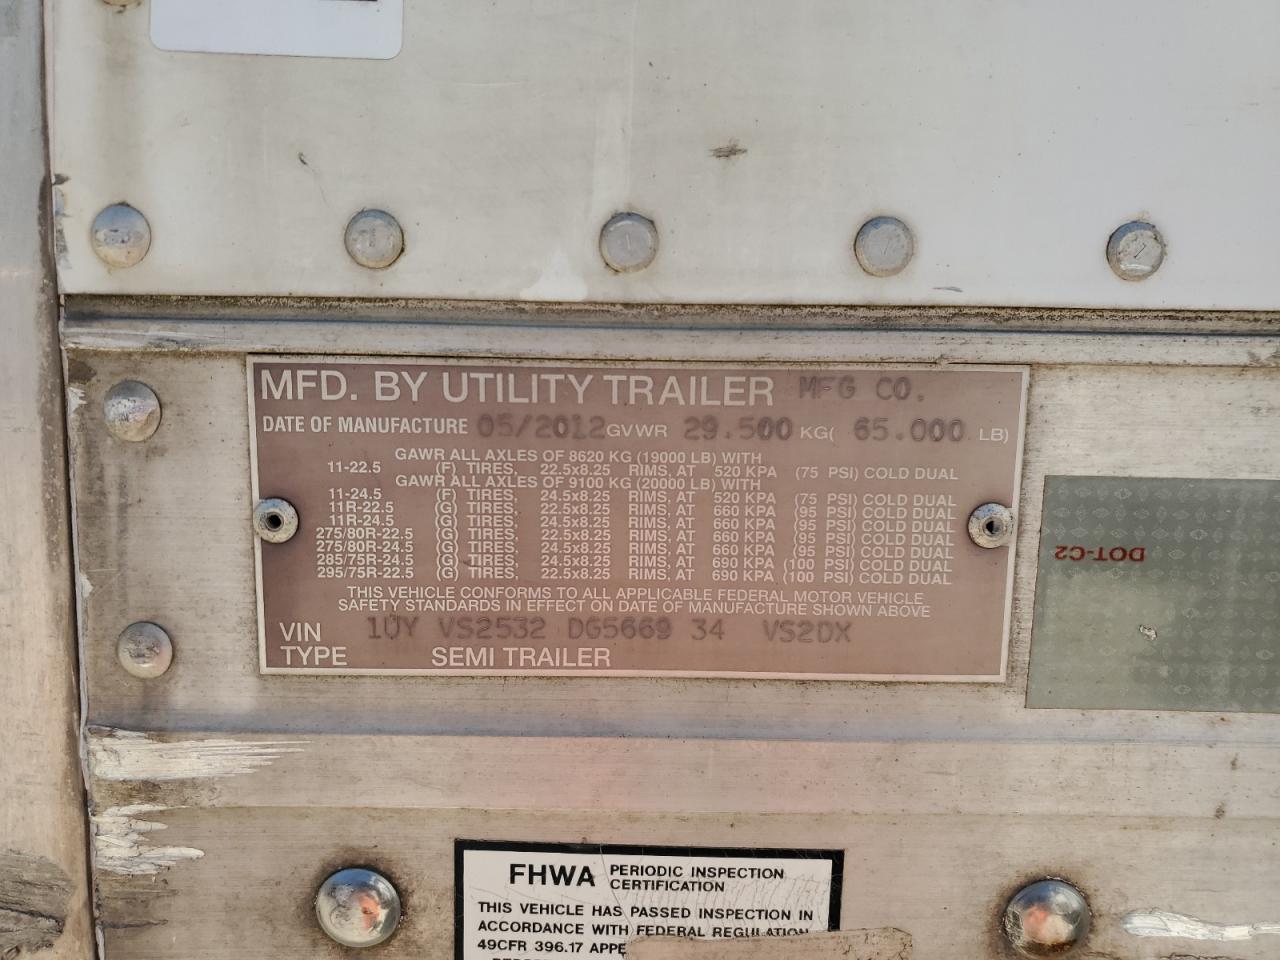 MFD. BY UTILITY TRAILER MFG CO.
DATE OF MANUFACTURE 05/2012 GVWR 29.500 KG( 65.000 LB)
GAWR ALL AXLES OF 8620 KG (19000 LB) WITH
11-22.5 (F) TIRES, 22.5x8.25 RIMS, AT 520 KPA (75 PSI) COLD DUAL
GAWR ALL AXLES OF 9100 KG (20000 LB) WITH
11-24.5 (F) TIRES, 24.5x8.25 RIMS, AT 520 KPA (75 PSI) COLD DUAL
11R-22.5 (G) TIRES, 22.5x8.25 RIMS, AT 660 KPA (95 PSI) COLD DUAL
11R-24.5 (G) TIRES, 24.5x8.25 RIMS, AT 660 KPA (95 PSI) COLD DUAL
275/80R-22.5 (G) TIRES, 22.5x8.25 RIMS, AT 660 KPA (95 PSI) COLD DUAL
275/80R-24.5 (G) TIRES, 24.5x8.25 RIMS, AT 660 KPA (95 PSI) COLD DUAL
285/75R-24.5 (G) TIRES, 24.5x8.25 RIMS, AT 690 KPA (100 PSI) COLD DUAL
295/75R-22.5 (G) TIRES, 22.5x8.25 RIMS, AT 690 KPA (100 PSI) COLD DUAL
THIS VEHICLE CONFORMS TO ALL APPLICABLE FEDERAL MOTOR VEHICLE
SAFETY STANDARDS IN EFFECT ON DATE OF MANUFACTURE SHOWN ABOVE
VIN 1UY VS2532 DG5669 34 VS2DX
TYPE SEMI TRAILER
DOT-C2
FHWA PERIODIC INSPECTION
CERTIFICATION
THIS VEHICLE HAS PASSED INSPECTION IN
ACCORDANCE WITH FEDERAL REGULATION
49CFR 396.17 APPE